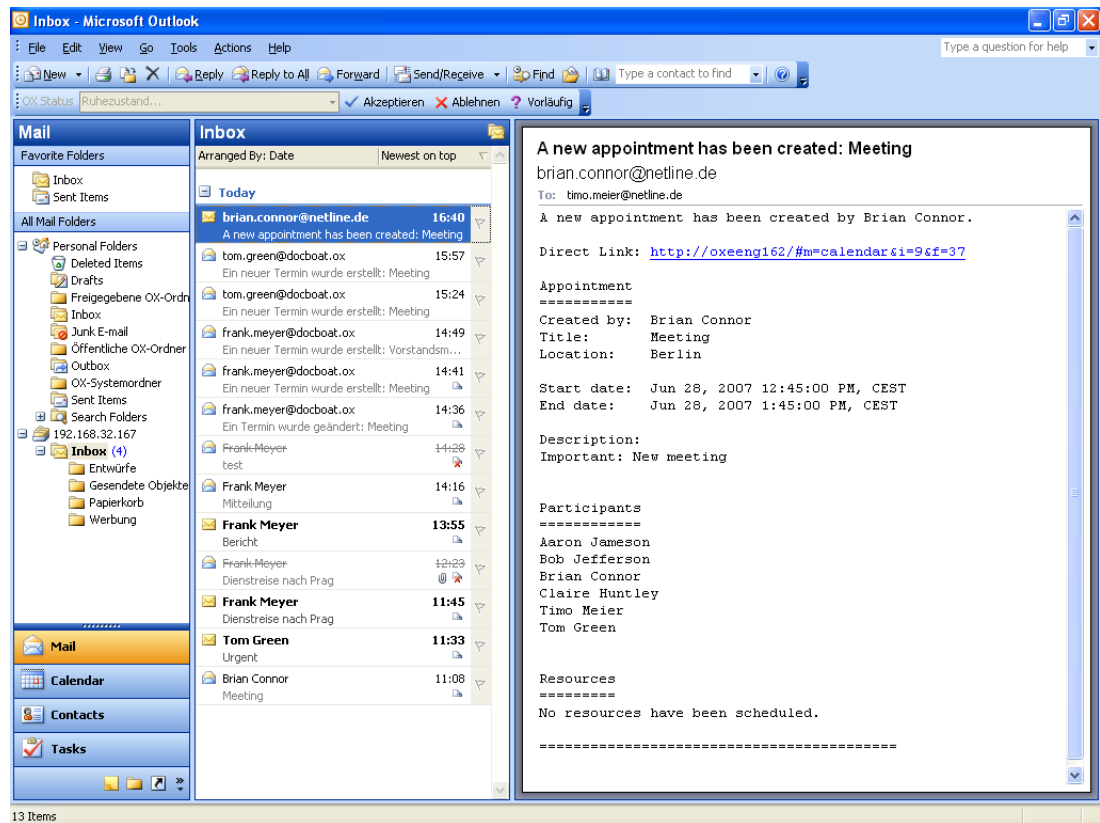 Inbox - Microsoft Outlook
File Edit View Go Tools Actions Help Type a question for help
New Reply Reply to All Forward Send/Receive Find Type a contact to find
OX Status Ruhezustand... Akzeptieren Ablehnen Vorläufig
Mail
Favorite Folders
Inbox
Sent Items
All Mail Folders
Personal Folders
Deleted Items
Drafts
Freigegebene OX-Ordn
Inbox
Junk E-mail
Öffentliche OX-Ordner
Outbox
OX-Systemordner
Sent Items
Search Folders
192.168.32.167
Inbox (4)
Entwürfe
Gesendete Objekte
Papierkorb
Werbung
Mail
Calendar
Contacts
Tasks
Inbox
Arranged By: Date Newest on top
Today
brian.connor@netline.de 16:40
A new appointment has been created: Meeting
tom.green@docboat.ox 15:57
Ein neuer Termin wurde erstellt: Meeting
tom.green@docboat.ox 15:24
Ein neuer Termin wurde erstellt: Meeting
frank.meyer@docboat.ox 14:49
Ein neuer Termin wurde erstellt: Vorstandsm...
frank.meyer@docboat.ox 14:41
Ein neuer Termin wurde erstellt: Meeting
frank.meyer@docboat.ox 14:36
Ein Termin wurde geändert: Meeting
Frank Meyer 14:28
test
Frank Meyer 14:16
Mitteilung
Frank Meyer 13:55
Bericht
Frank Meyer 12:23
Dienstreise nach Prag
Frank Meyer 11:45
Dienstreise nach Prag
Tom Green 11:33
Urgent
Brian Connor 11:08
Meeting
A new appointment has been created: Meeting
brian.connor@netline.de
To: timo.meier@netline.de
A new appointment has been created by Brian Connor.
Direct Link: http://oxeeng162/#m=calendar&i=9&f=37
Appointment
===========
Created by: Brian Connor
Title: Meeting
Location: Berlin
Start date: Jun 28, 2007 12:45:00 PM, CEST
End date: Jun 28, 2007 1:45:00 PM, CEST
Description:
Important: New meeting
Participants
============
Aaron Jameson
Bob Jefferson
Brian Connor
Claire Huntley
Timo Meier
Tom Green
Resources
=========
No resources have been scheduled.
==========================================
13 Items